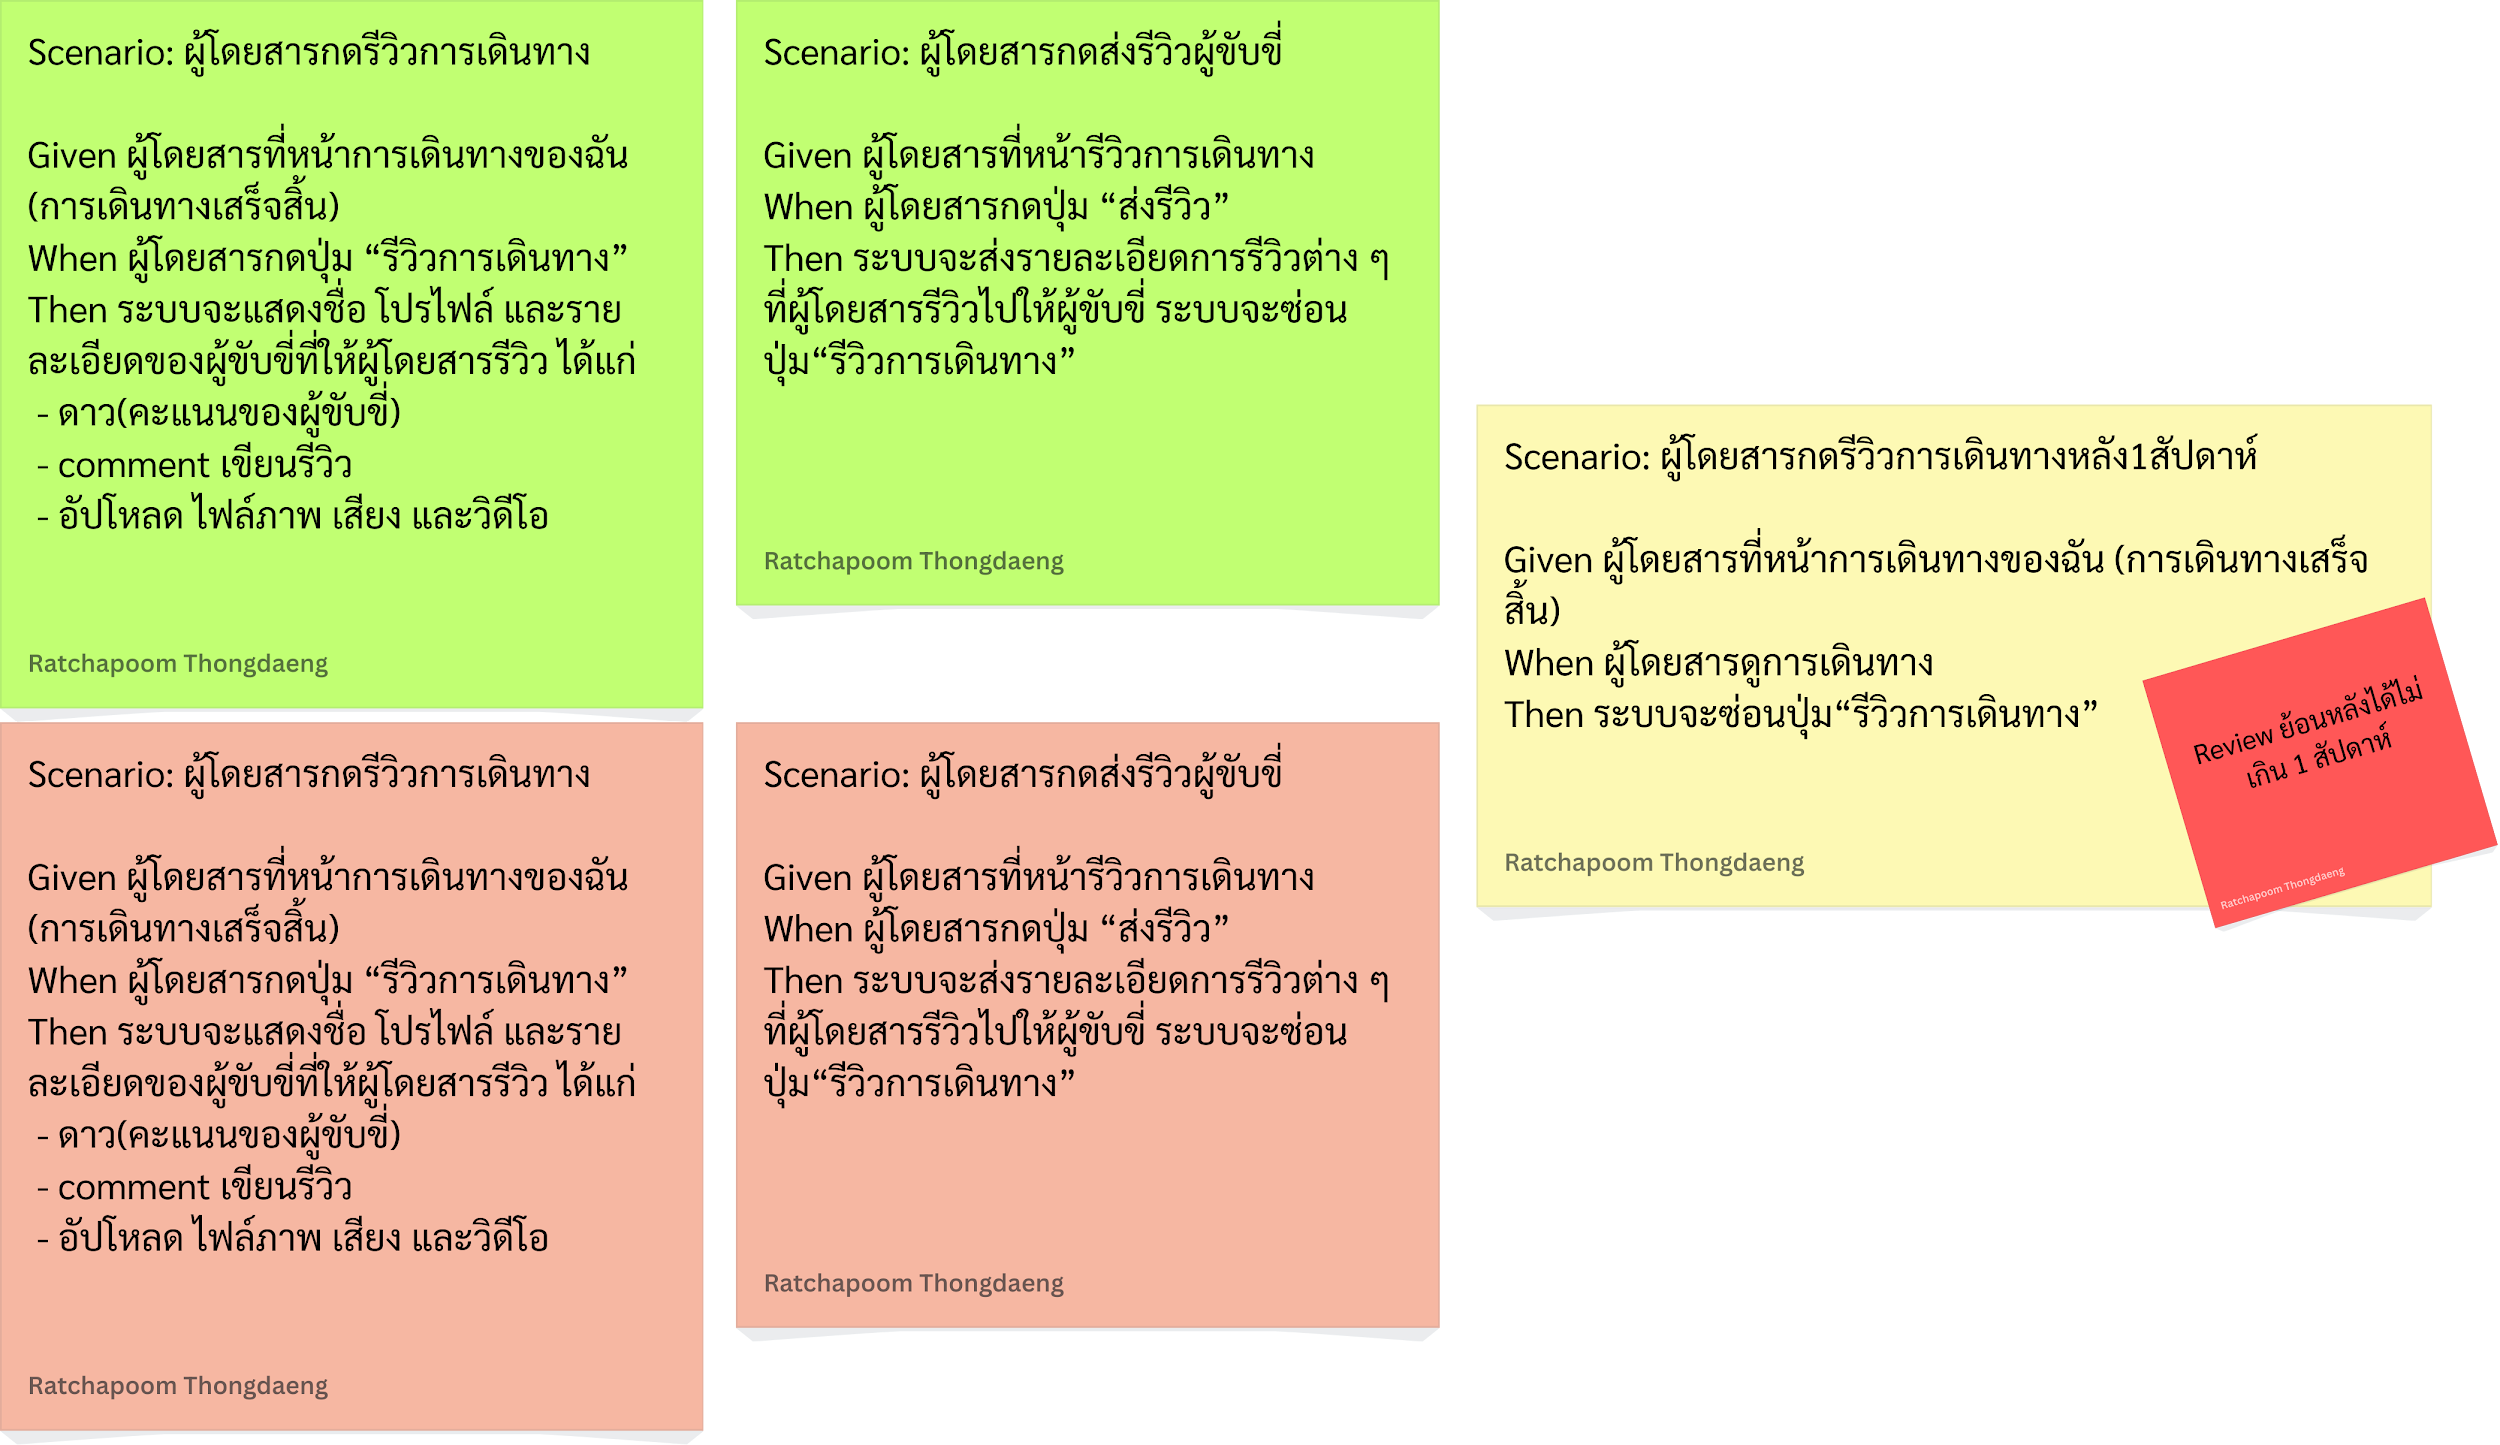 Scenario: ผู้โดยสารกดรีวิวการเดินทาง
Given ผู้โดยสารที่หน้าการเดินทางของฉัน
(การเดินทางเสร็จสิ้น)
When ผู้โดยสารกดปุ่ม “รีวิวการเดินทาง”
Then ระบบจะแสดงชื่อ โปรไฟล์ และราย
ละเอียดของผู้ขับขี่ที่ให้ผู้โดยสารรีวิว ได้แก่
- ดาว(คะแนนของผู้ขับขี่)
- comment เขียนรีวิว
- อัปโหลด ไฟล์ภาพ เสียง และวิดีโอ
Ratchapoom Thongdaeng
Scenario: ผู้โดยสารกดส่งรีวิวผู้ขับขี่
Given ผู้โดยสารที่หน้ารีวิวการเดินทาง
When ผู้โดยสารกดปุ่ม “ส่งรีวิว”
Then ระบบจะส่งรายละเอียดการรีวิวต่าง ๆ
ที่ผู้โดยสารรีวิวไปให้ผู้ขับขี่ ระบบจะซ่อน
ปุ่ม“รีวิวการเดินทาง”
Ratchapoom Thongdaeng
Scenario: ผู้โดยสารกดรีวิวการเดินทางหลัง1สัปดาห์
Given ผู้โดยสารที่หน้าการเดินทางของฉัน (การเดินทางเสร็จ
สิ้น)
When ผู้โดยสารดูการเดินทาง
Then ระบบจะซ่อนปุ่ม“รีวิวการเดินทาง”
Ratchapoom Thongdaeng
Review ย้อนหลังได้ไม่
เกิน 1 สัปดาห์
Ratchapoom Thongdaeng
Scenario: ผู้โดยสารกดรีวิวการเดินทาง
Given ผู้โดยสารที่หน้าการเดินทางของฉัน
(การเดินทางเสร็จสิ้น)
When ผู้โดยสารกดปุ่ม “รีวิวการเดินทาง”
Then ระบบจะแสดงชื่อ โปรไฟล์ และราย
ละเอียดของผู้ขับขี่ที่ให้ผู้โดยสารรีวิว ได้แก่
- ดาว(คะแนนของผู้ขับขี่)
- comment เขียนรีวิว
- อัปโหลด ไฟล์ภาพ เสียง และวิดีโอ
Ratchapoom Thongdaeng
Scenario: ผู้โดยสารกดส่งรีวิวผู้ขับขี่
Given ผู้โดยสารที่หน้ารีวิวการเดินทาง
When ผู้โดยสารกดปุ่ม “ส่งรีวิว”
Then ระบบจะส่งรายละเอียดการรีวิวต่าง ๆ
ที่ผู้โดยสารรีวิวไปให้ผู้ขับขี่ ระบบจะซ่อน
ปุ่ม“รีวิวการเดินทาง”
Ratchapoom Thongdaeng